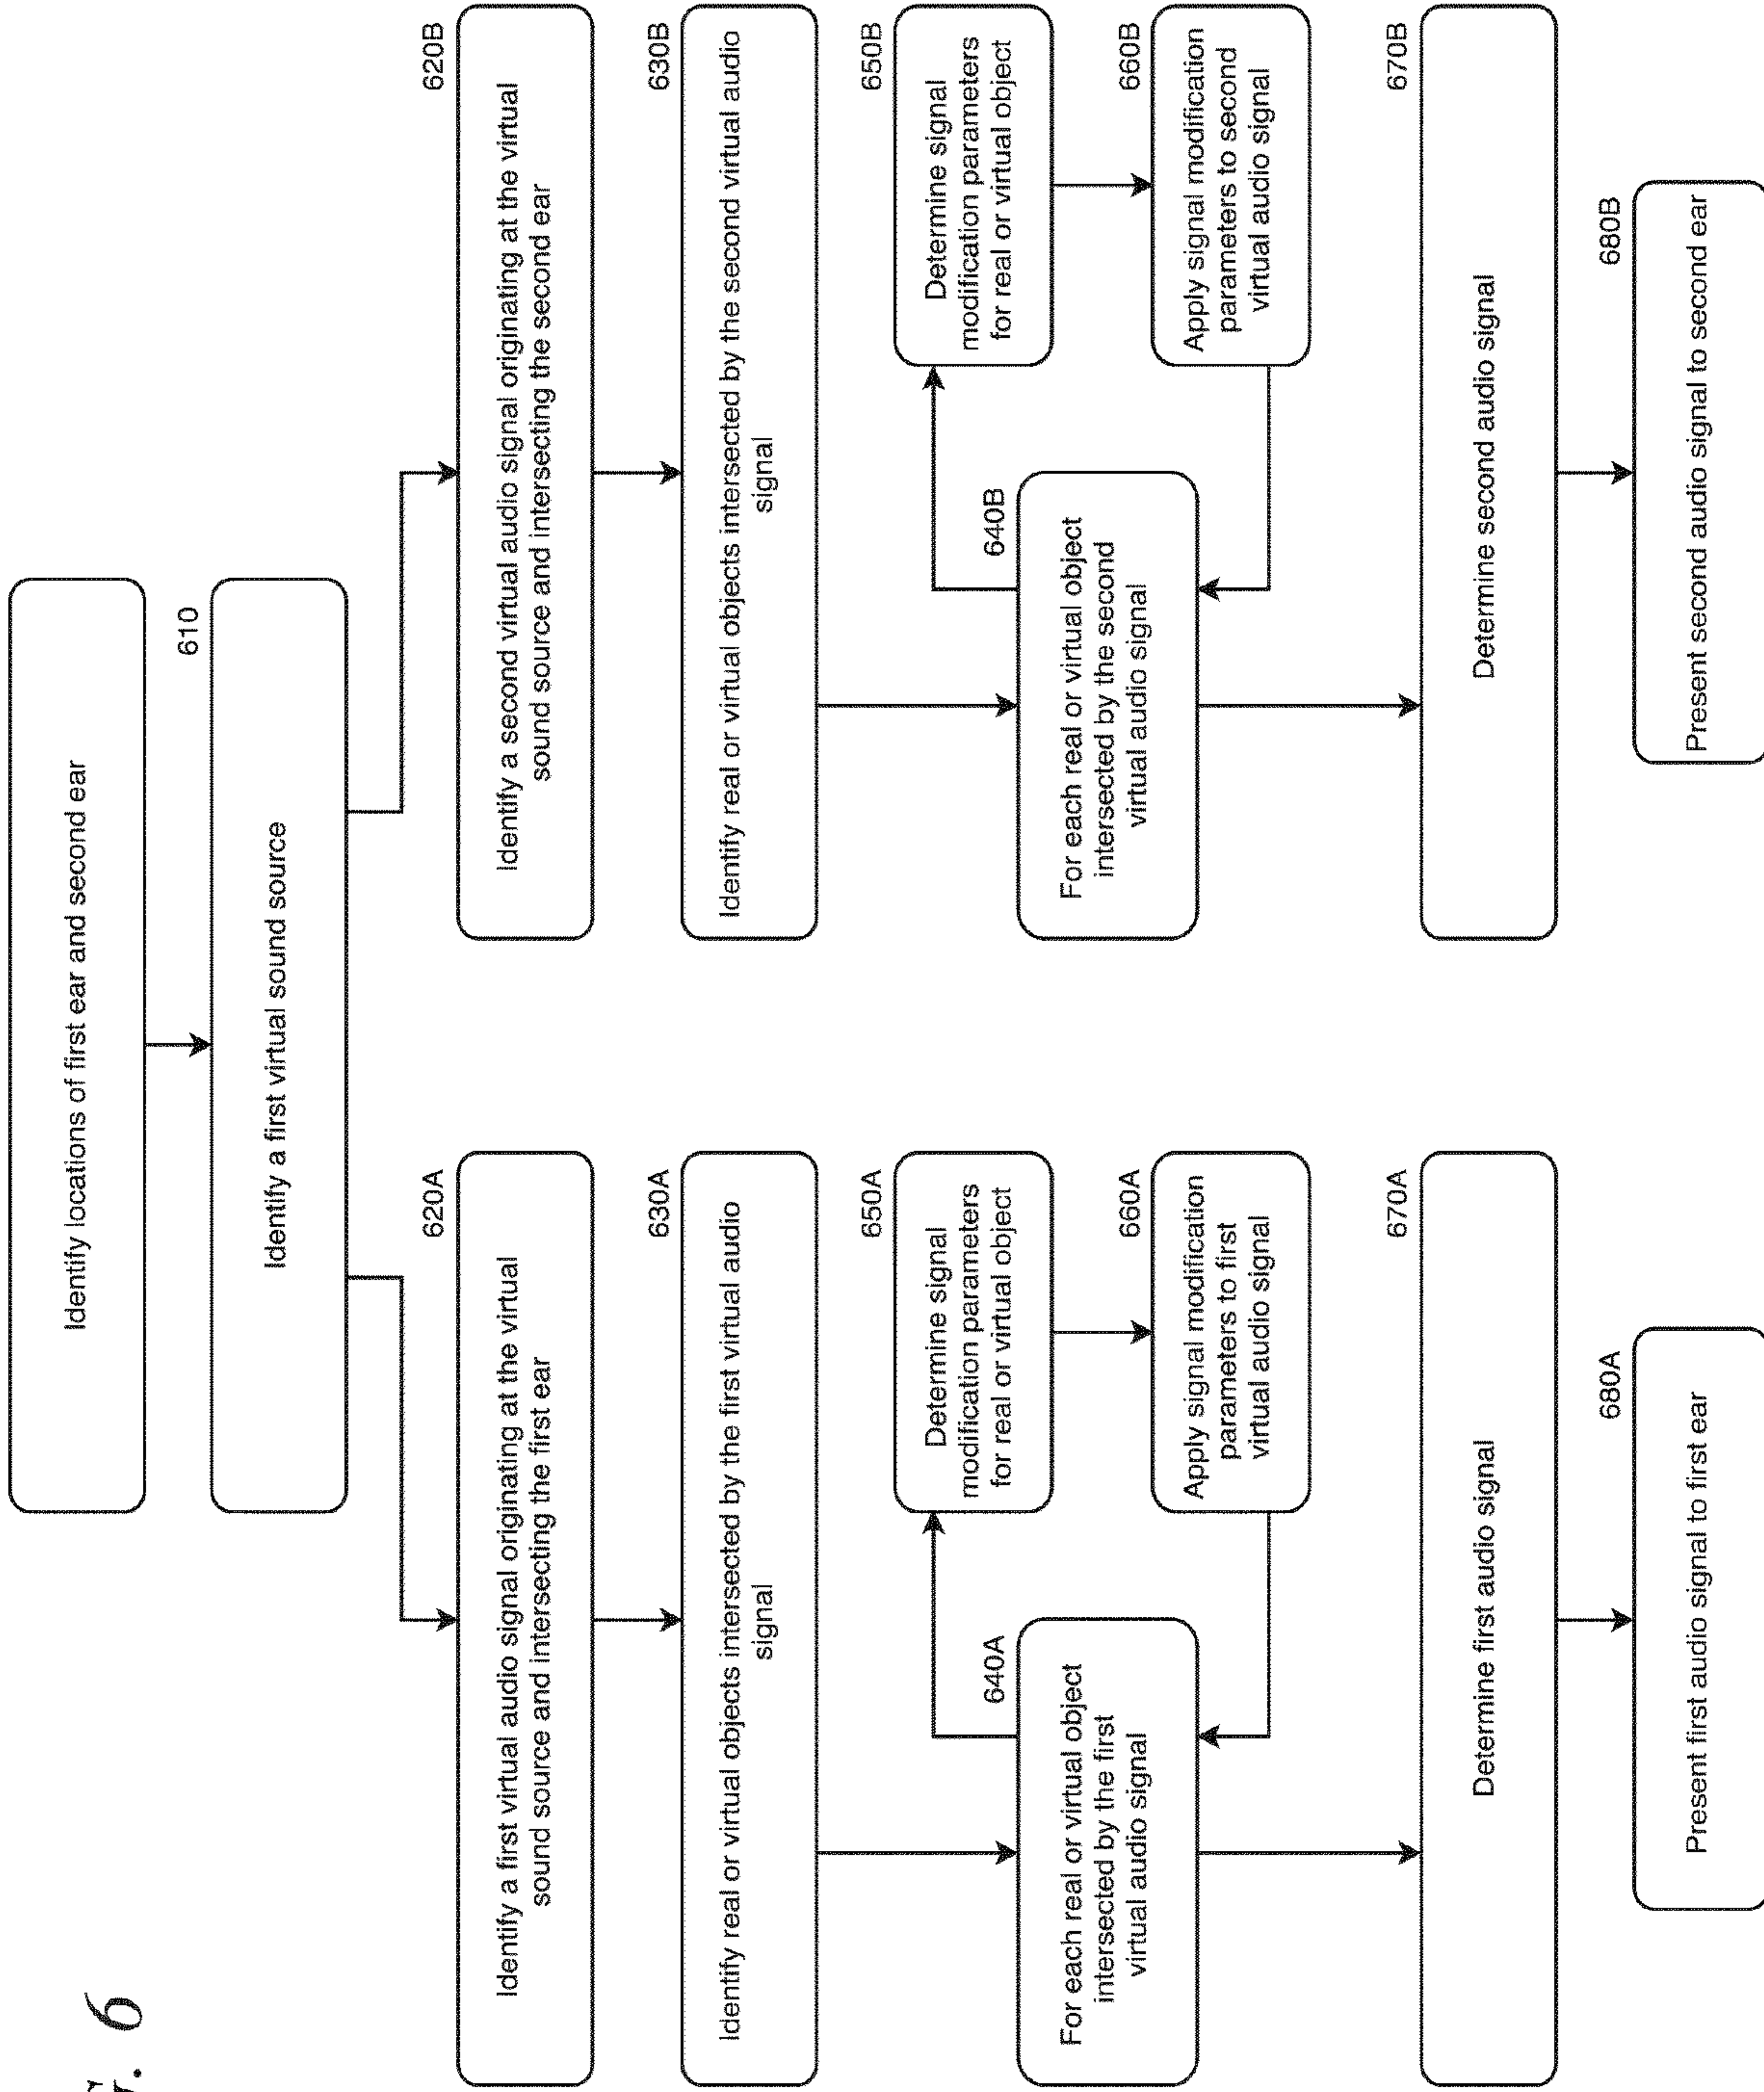 Identify locations of first ear and second ear
610
Identify a first virtual sound source
620A
Identify a first virtual audio signal originating at the virtual
sound source and intersecting the first ear
630A
Identify real or virtual objects intersected by the first virtual audio
signal
640A
For each real or virtual object
intersected by the first
virtual audio signal
650A
Determine signal
modification parameters
for real or virtual object
660A
Apply signal modification
parameters to first
virtual audio signal
670A
Determine first audio signal
680A
Present first audio signal to first ear
620B
Identify a second virtual audio signal originating at the virtual
sound source and intersecting the second ear
630B
Identify real or virtual objects intersected by the second virtual audio
signal
640B
For each real or virtual object
intersected by the second
virtual audio signal
650B
Determine signal
modification parameters
for real or virtual object
660B
Apply signal modification
parameters to second
virtual audio signal
670B
Determine second audio signal
680B
Present second audio signal to second ear
6